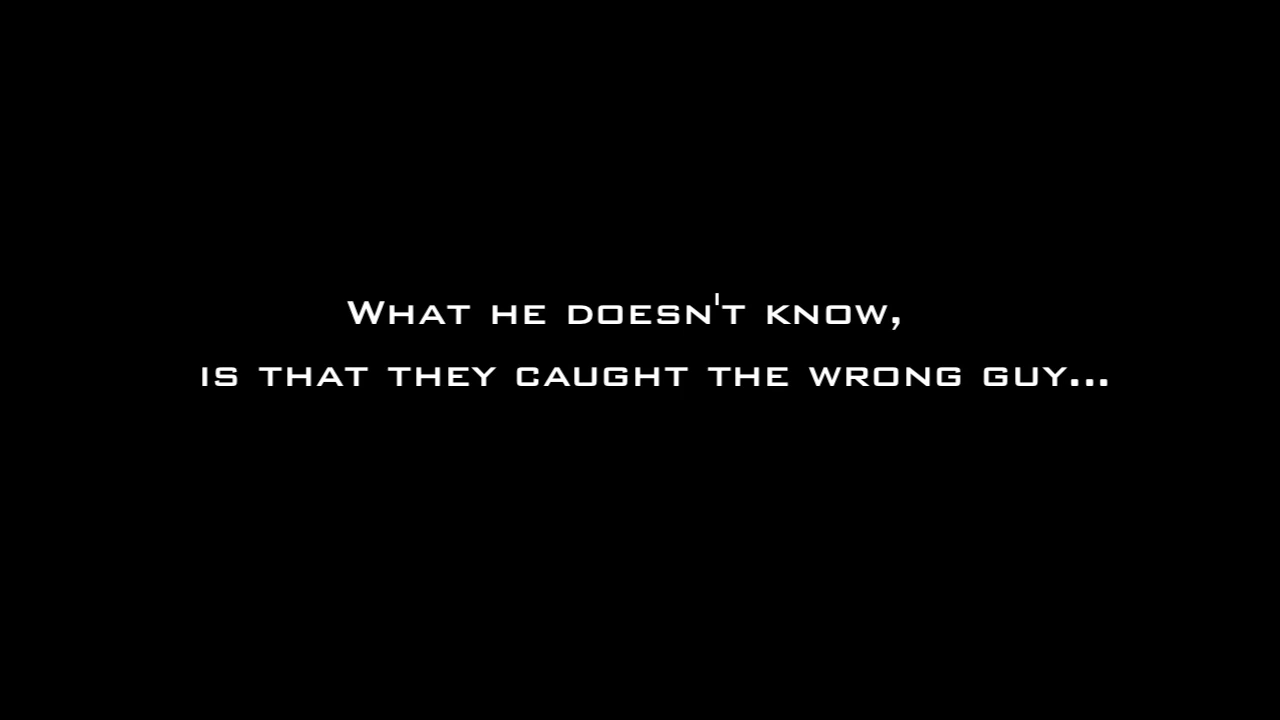 What he doesn't know,
is that they caught the wrong guy...